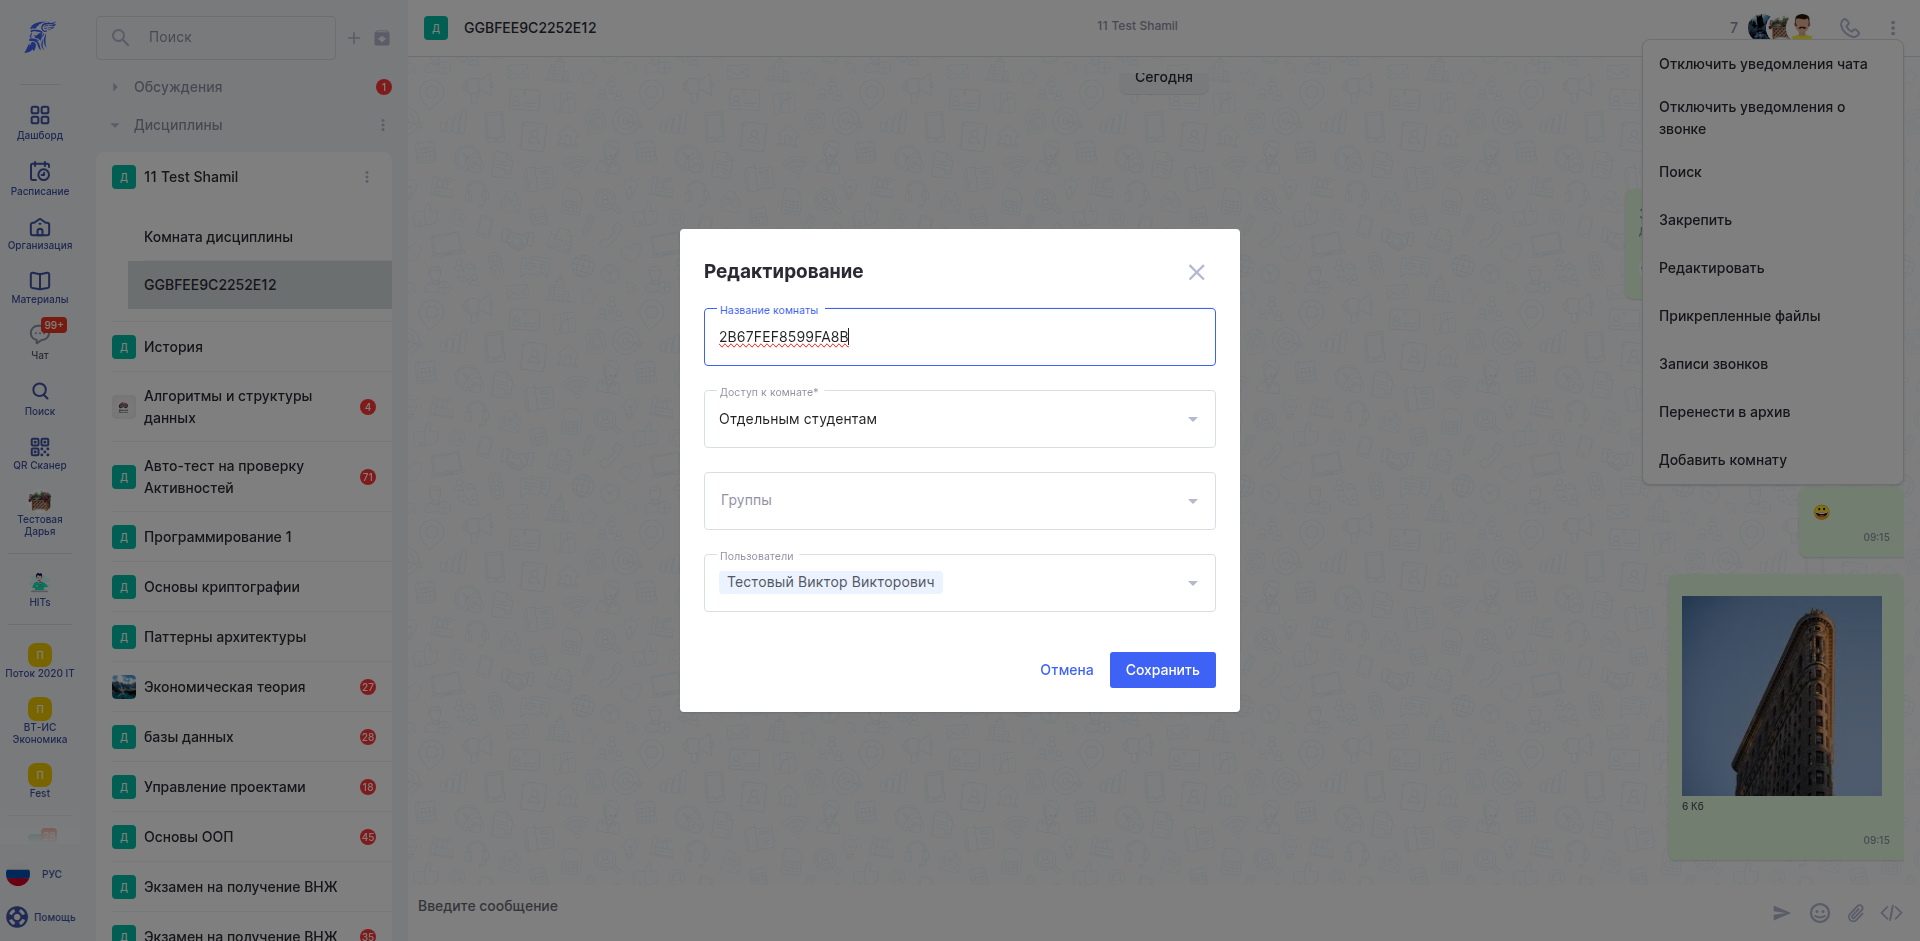 Поиск
Обсуждения
1
Дисциплины
Дашборд
Расписание
Организация
Материалы
99+
Чат
Поиск
QR Сканер
Тестовая
Дарья
HITs
П
Поток 2020 IT
П
ВТ-ИС
Экономика
П
Fest
РУС
Помощь
Д
11 Test Shamil
Комната дисциплины
GGBFEE9C2252E12
Д
История
Алгоритмы и структуры
данных
4
Д
Авто-тест на проверку
Активностей
71
Д
Программирование 1
Д
Основы криптографии
Д
Паттерны архитектуры
Экономическая теория
27
Д
базы данных
28
Д
Управление проектами
18
Д
Основы ООП
45
Д
Экзамен на получение ВНЖ
Д
Экзамен на получение ВНЖ
35
Д
GGBFEE9C2252E12
11 Test Shamil
7
Сегодня
Отключить уведомления чата
Отключить уведомления о
звонке
Поиск
Закрепить
Редактировать
Прикрепленные файлы
Записи звонков
Перенести в архив
Добавить комнату
Редактирование
Название комнаты
2B67FEF8599FA8B
Доступ к комнате*
Отдельным студентам
Группы
Пользователи
Тестовый Виктор Викторович
Отмена
Сохранить
09:15
6 Кб
09:15
Введите сообщение